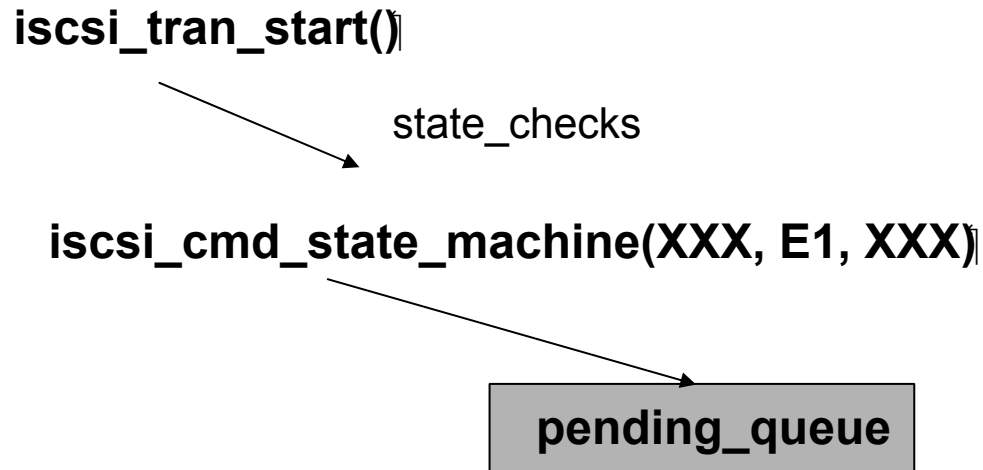 iscsi_tran_start()
state_checks
iscsi_cmd_state_machine(XXX, E1, XXX)
pending_queue